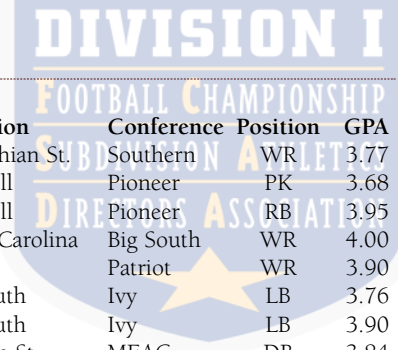 DIVISION I
FOOTBALL CHAMPIONSHIP
SUBDIVISION ATHLETICS
DIRECTORS ASSOCIATION
Conference Position GPA
St. Southern WR 3.77
Pioneer PK 3.68
Pioneer RB 3.95
Carolina Big South WR 4.00
Patriot WR 3.90
Ivy LB 3.76
Ivy LB 3.90